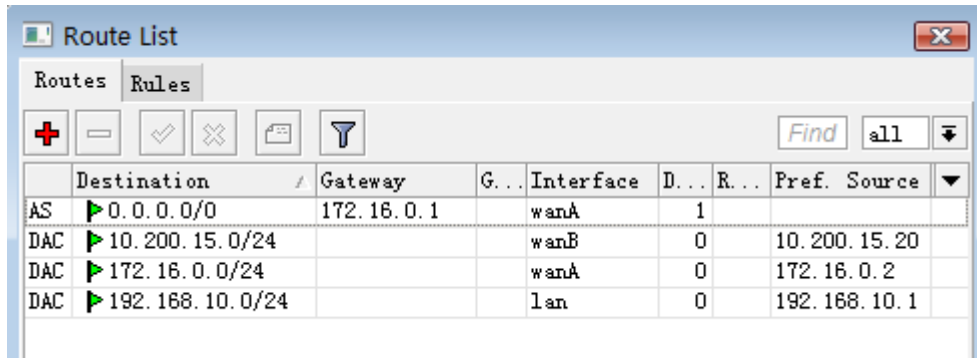 Route List
Routes Rules
Find all
Destination Gateway G... Interface D... R... Pref. Source
AS 0.0.0.0/0 172.16.0.1 wanA 1
DAC 10.200.15.0/24 wanB 0 10.200.15.20
DAC 172.16.0.0/24 wanA 0 172.16.0.2
DAC 192.168.10.0/24 lan 0 192.168.10.1